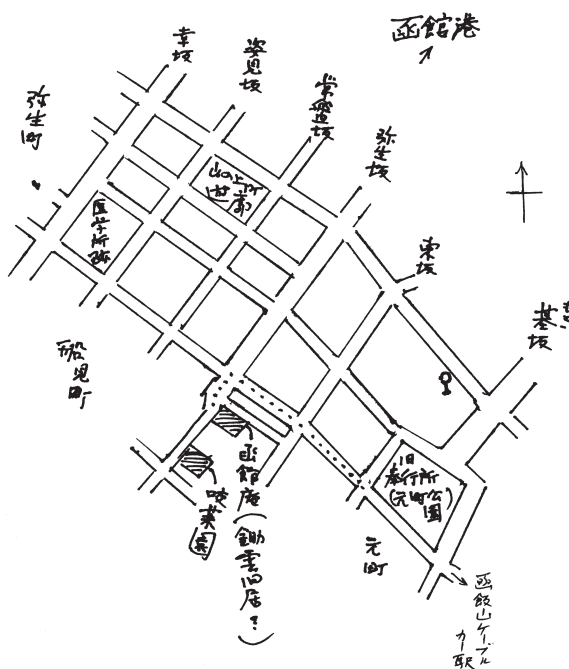 函館港
幸坂
姿見坂
常盤坂
弥生坂
東坂
基坂
弥生町
山の上
医学所跡
船見町
函館庵(鋤雲旧居?)
旧
奉行所
(元町公園)
元町
函館山ケーブル
カー駅